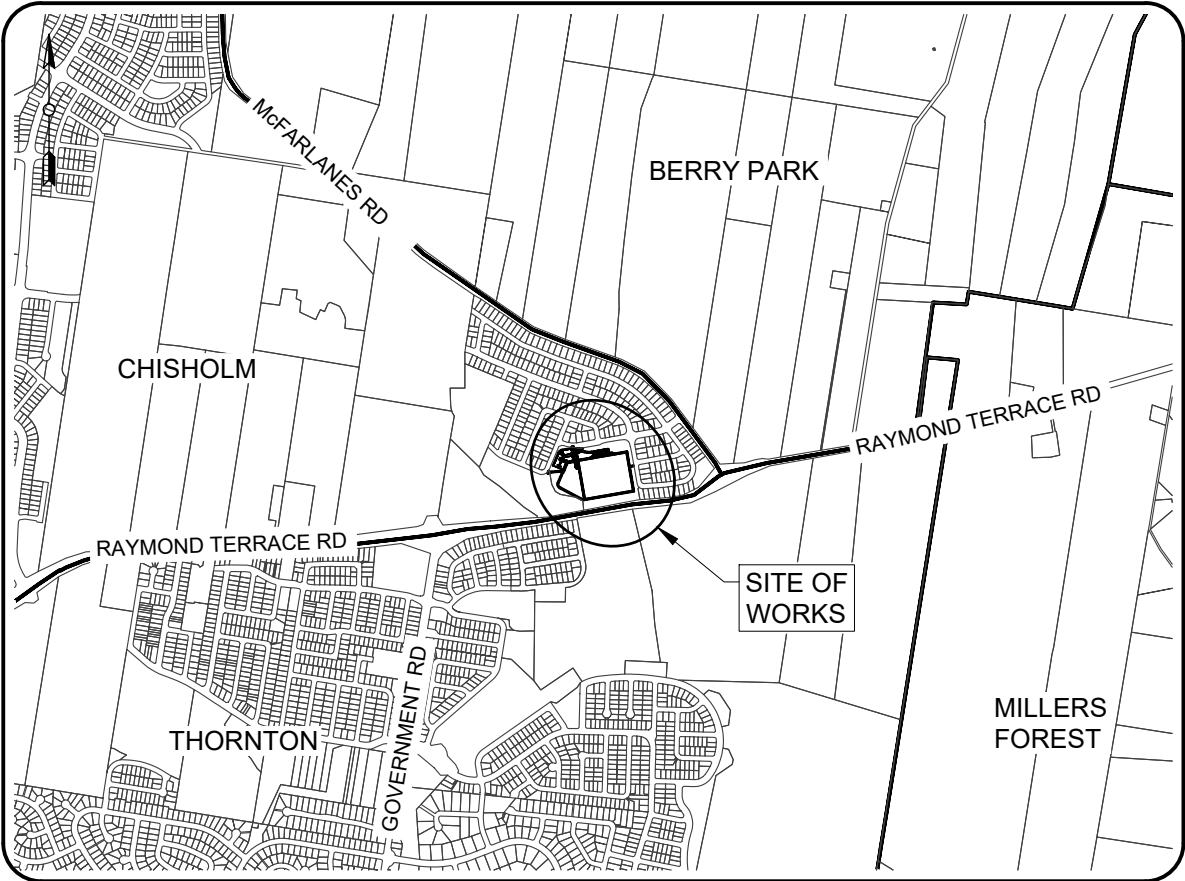 McFARLANES RD
BERRY PARK
CHISHOLM
RAYMOND TERRACE RD
RAYMOND TERRACE RD
SITE OF
WORKS
GOVERNMENT RD
THORNTON
MILLERS
FOREST